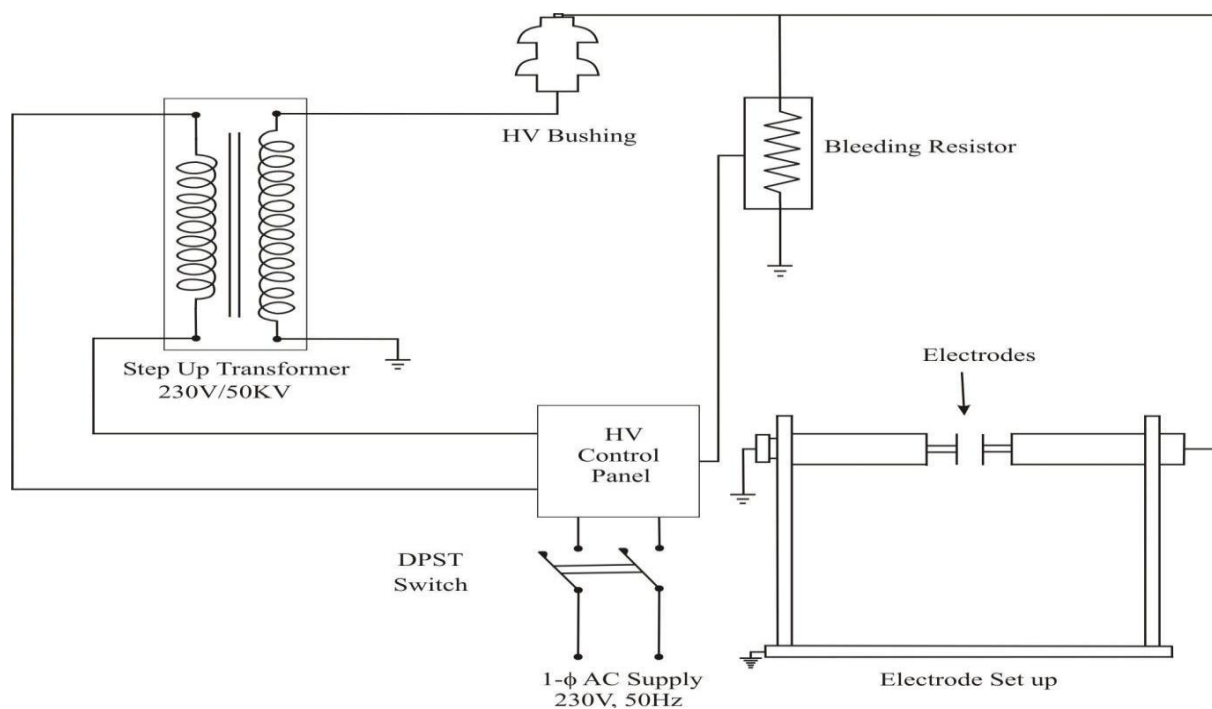 HV Bushing
Bleeding Resistor
Step Up Transformer
230V/50KV
Electrodes
HV
Control
Panel
DPST
Switch
1-ϕ AC Supply
230V, 50Hz
Electrode Set up